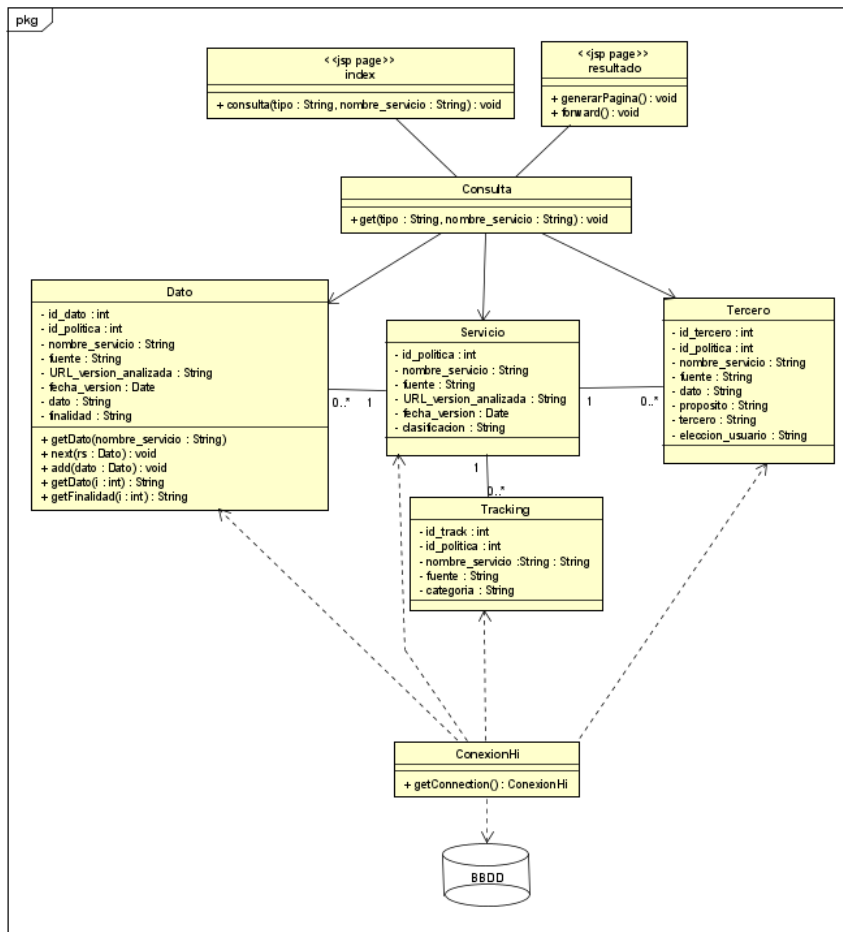 pkg
<<jsp page>>
index
+ consulta(tipo : String, nombre_servicio : String) : void
<<jsp page>>
resultado
+ generarPagina() : void
+ forward() : void
Consulta
+ get(tipo : String, nombre_servicio : String) : void
Dato
- id_dato : int
- id_politica : int
- nombre_servicio : String
- fuente : String
- URL_version_analizada : String
- fecha_version : Date
- dato : String
- finalidad : String
+ getDato(nombre_servicio : String)
+ next(rs : Dato) : void
+ add(dato : Dato) : void
+ getDato(i : int) : String
+ getFinalidad(i : int) : String
0..*
1
Servicio
- id_politica : int
- nombre_servicio : String
- fuente : String
- URL_version_analizada : String
- fecha_version : Date
- clasificacion : String
1
0..*
Tercero
- id_tercero : int
- id_politica : int
- nombre_servicio : String
- fuente : String
- dato : String
- proposito : String
- tercero : String
- eleccion_usuario : String
1
0..*
Tracking
- id_track : int
- id_politica : int
- nombre_servicio :String : String
- fuente : String
- categoria : String
ConexionHi
+ getConnection() : ConexionHi
BBDD